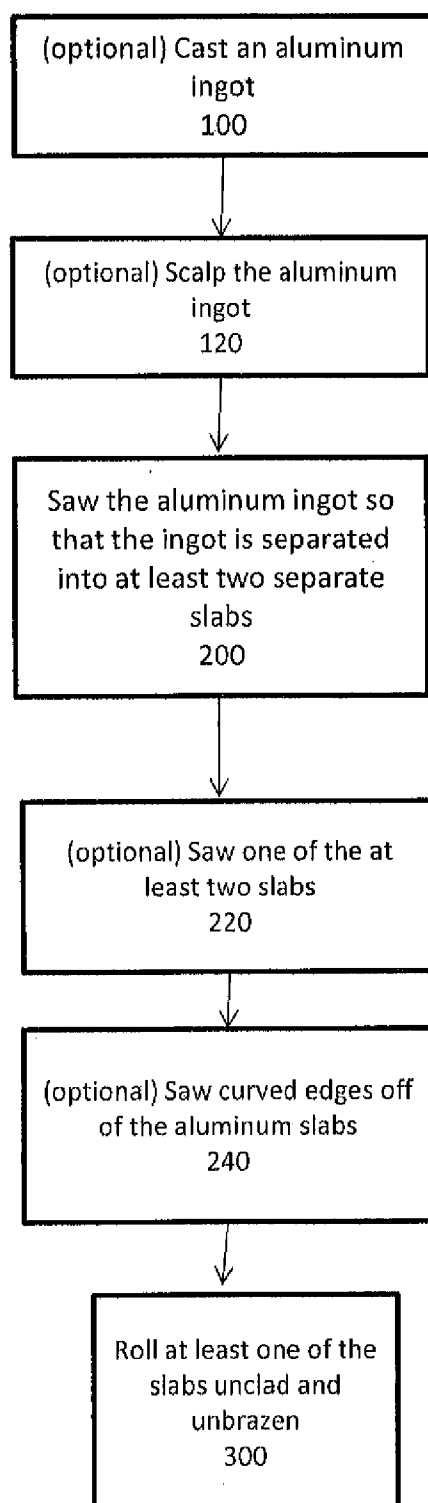 (optional) Cast an aluminum
ingot
100
(optional) Scalp the aluminum
ingot
120
Saw the aluminum ingot so
that the ingot is separated
into at least two separate
slabs
200
(optional) Saw one of the at
least two slabs
220
(optional) Saw curved edges off
of the aluminum slabs
240
Roll at least one of the
slabs unclad and
unbrazen
300